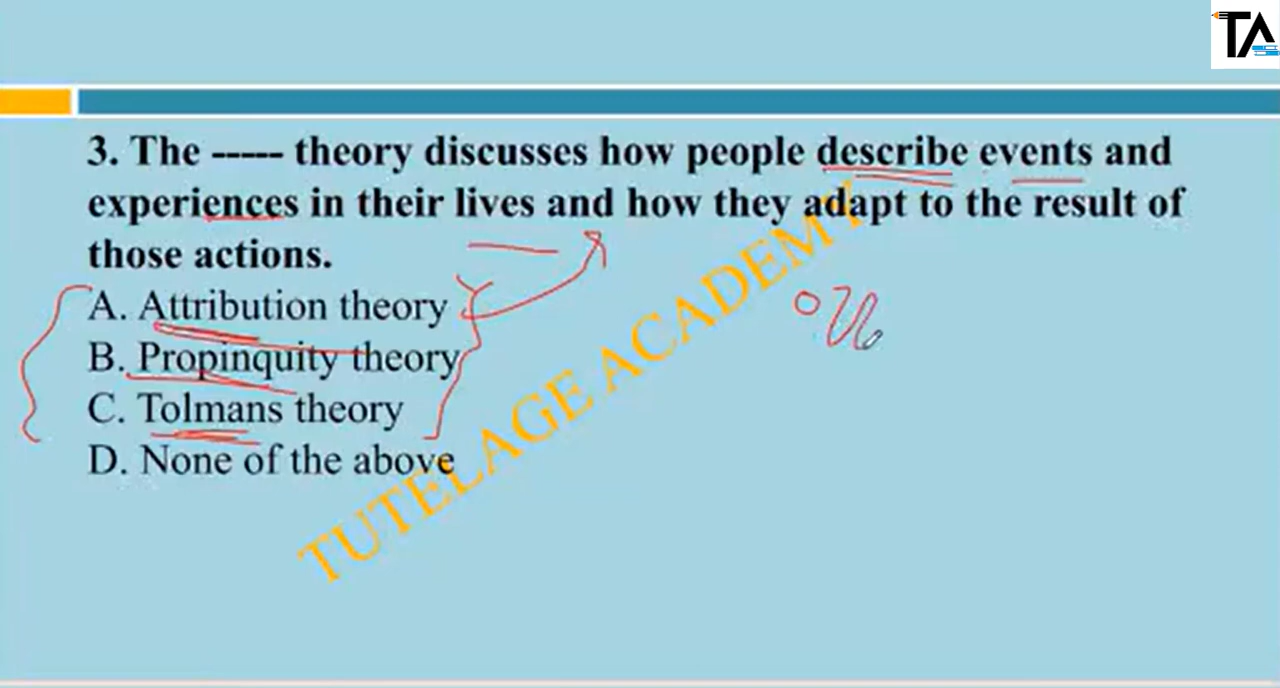 TA
3. The ----- theory discusses how people describe events and
experiences in their lives and how they adapt to the result of
those actions.
A. Attribution theory
B. Propinquity theory
C. Tolmans theory
D. None of the above
TUTELAGE ACADEMY